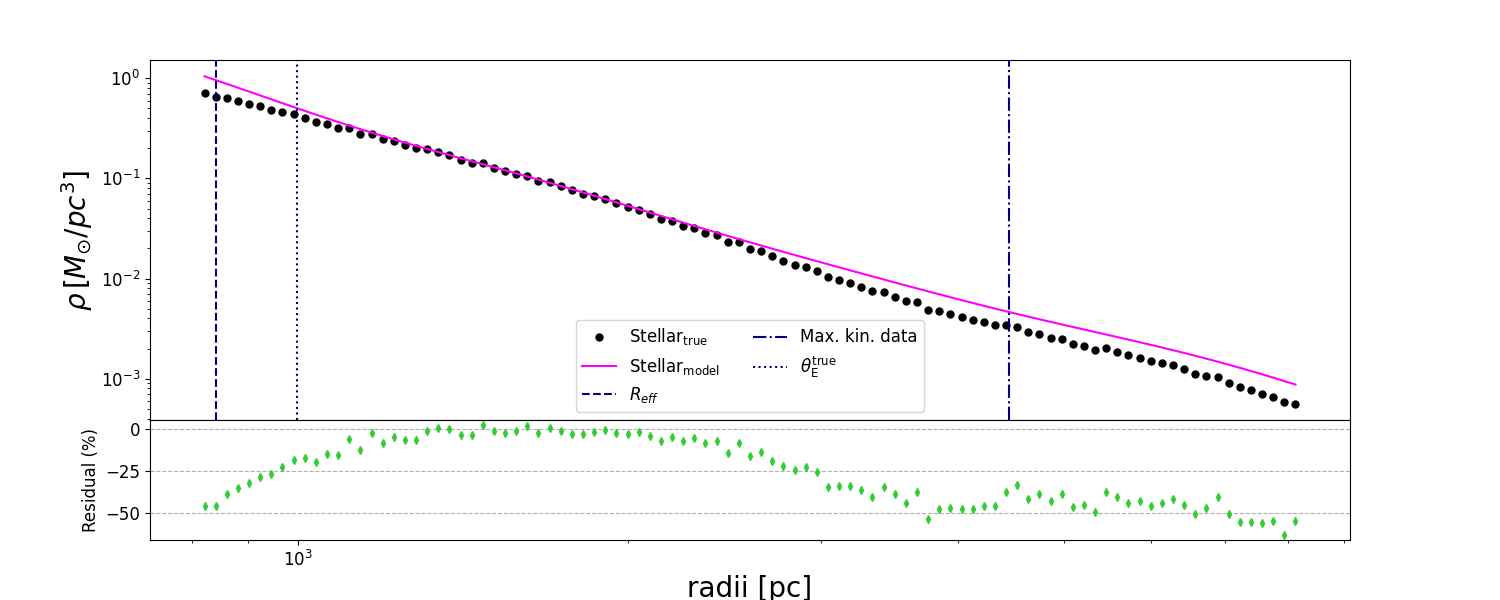 10⁰
10⁻¹
10⁻²
10⁻³
ρ [M⊙/pc³]
Stellar_true
Stellar_model
R_eff
Max. kin. data
θ_E^true
0
−25
−50
Residual (%)
10³
radii [pc]